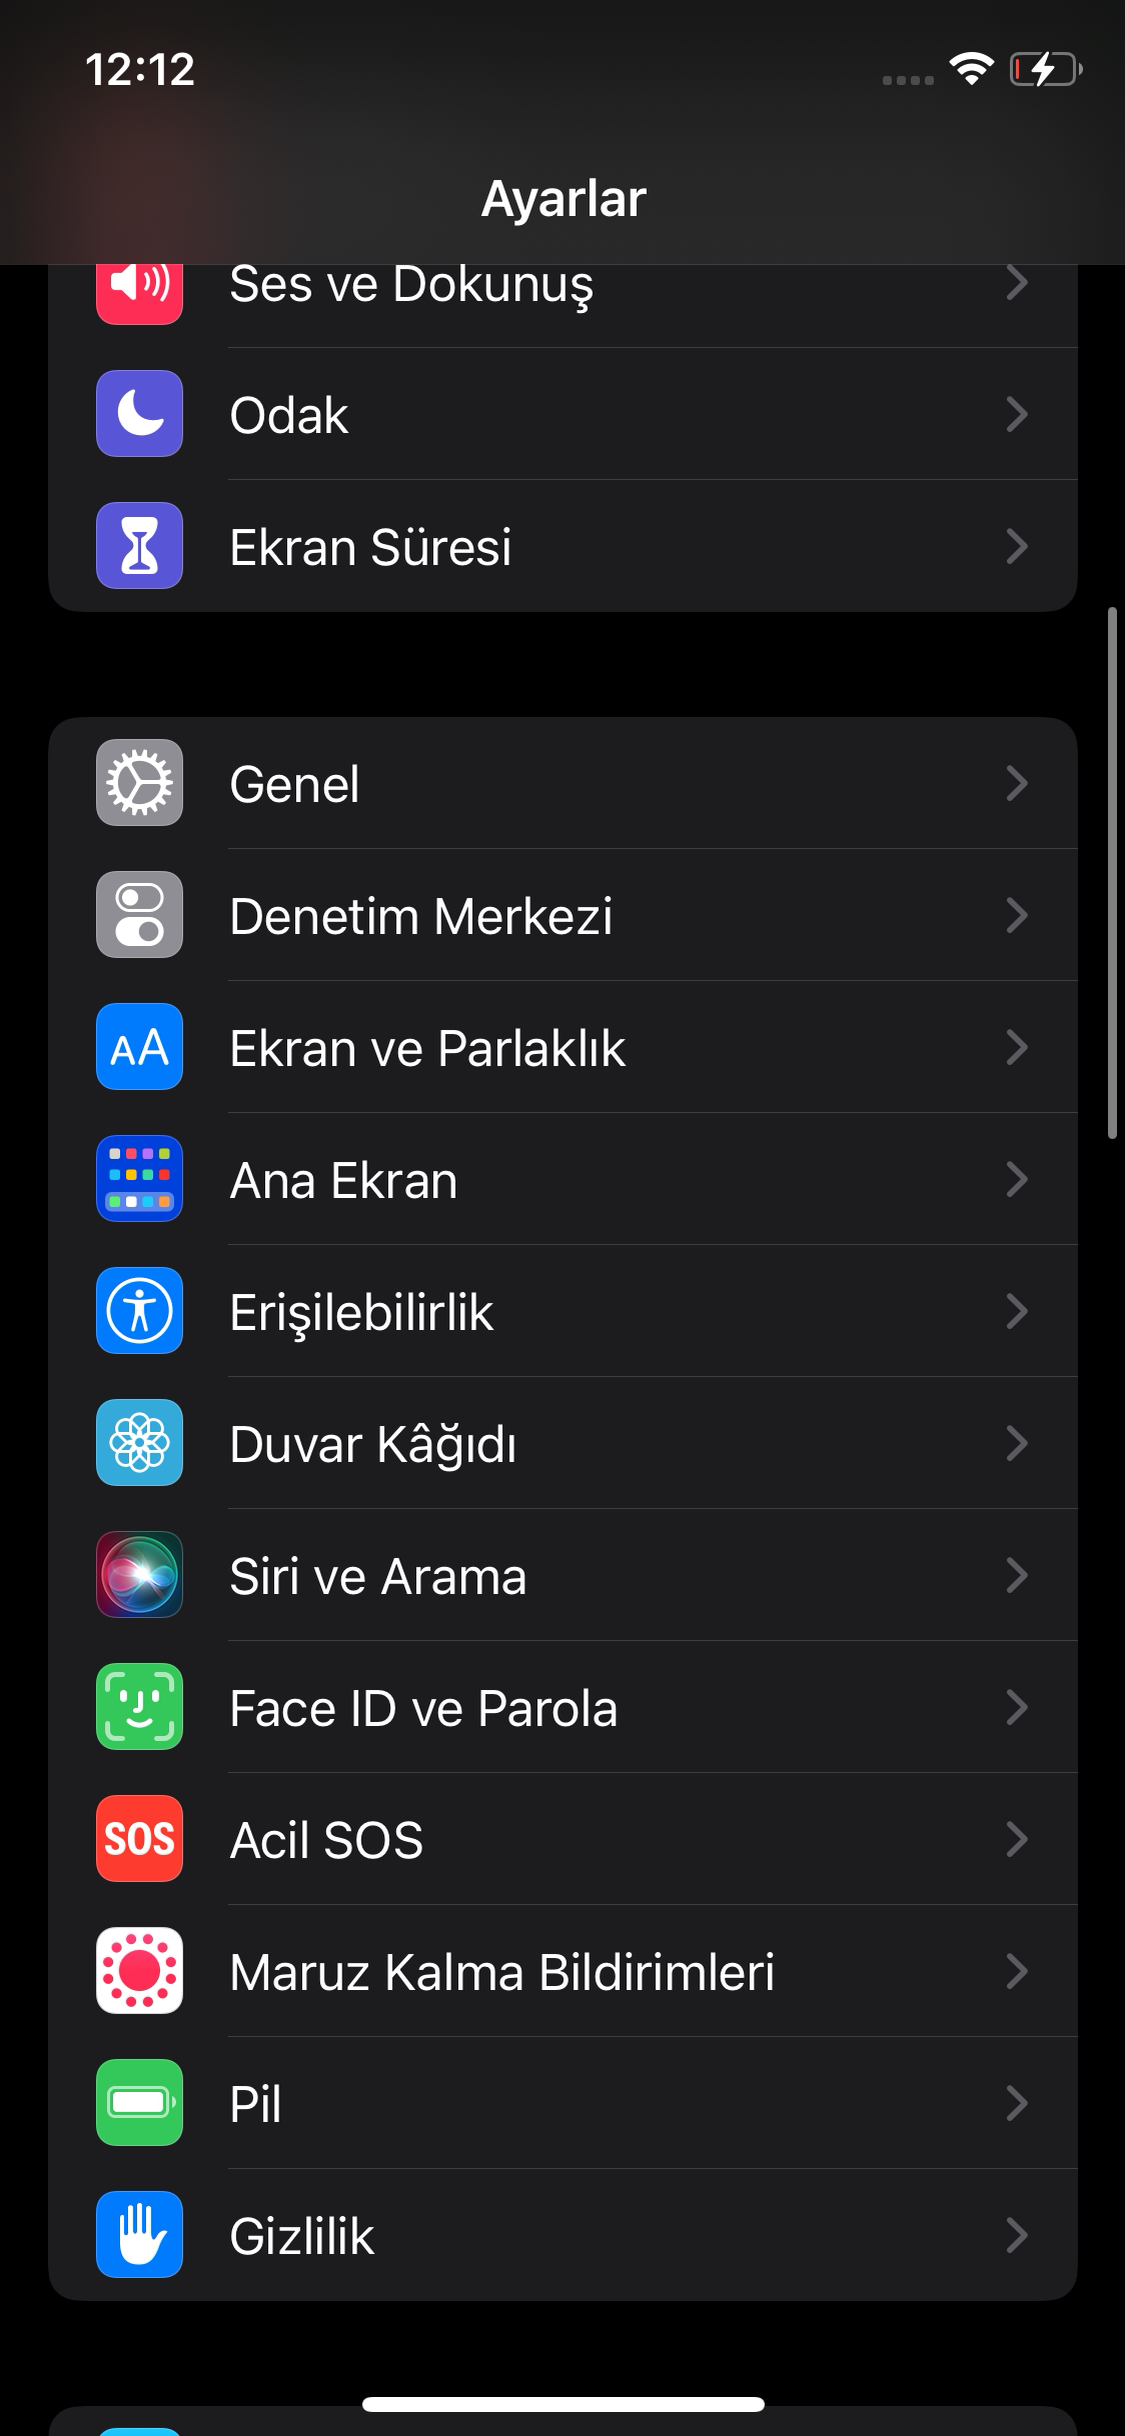 12:12
Ayarlar
Ses ve Dokunuş
Odak
Ekran Süresi
Genel
Denetim Merkezi
AA Ekran ve Parlaklık
Ana Ekran
Erişilebilirlik
Duvar Kâğıdı
Siri ve Arama
Face ID ve Parola
SOS Acil SOS
Maruz Kalma Bildirimleri
Pil
Gizlilik